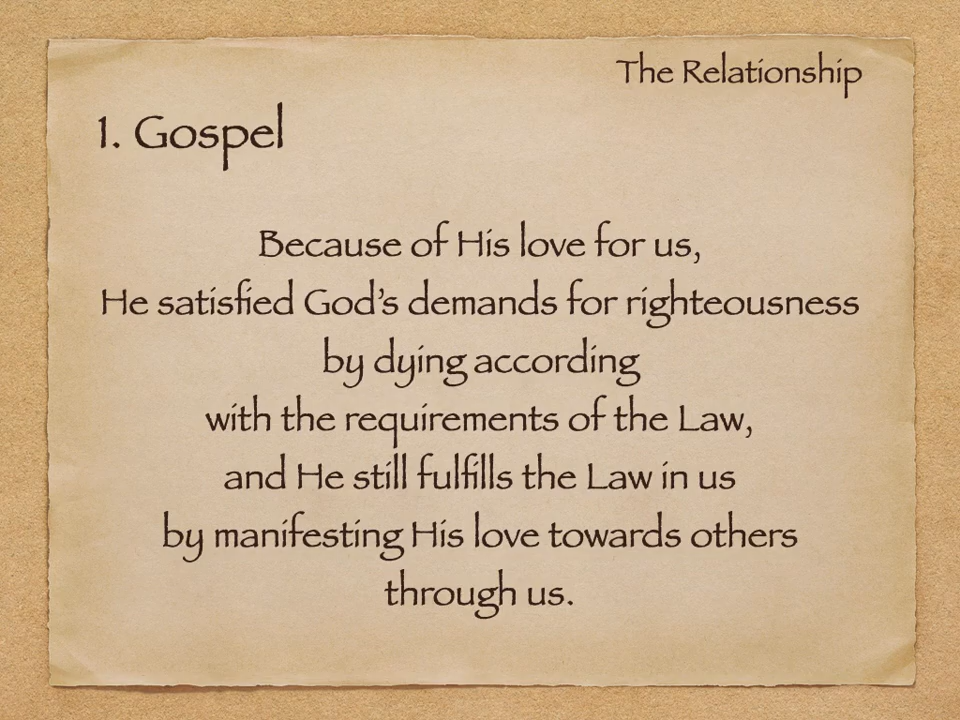 The Relationship
1. Gospel
Because of His love for us,
He satisfied God’s demands for righteousness
by dying according
with the requirements of the Law,
and He still fulfills the Law in us
by manifesting His love towards others
through us.